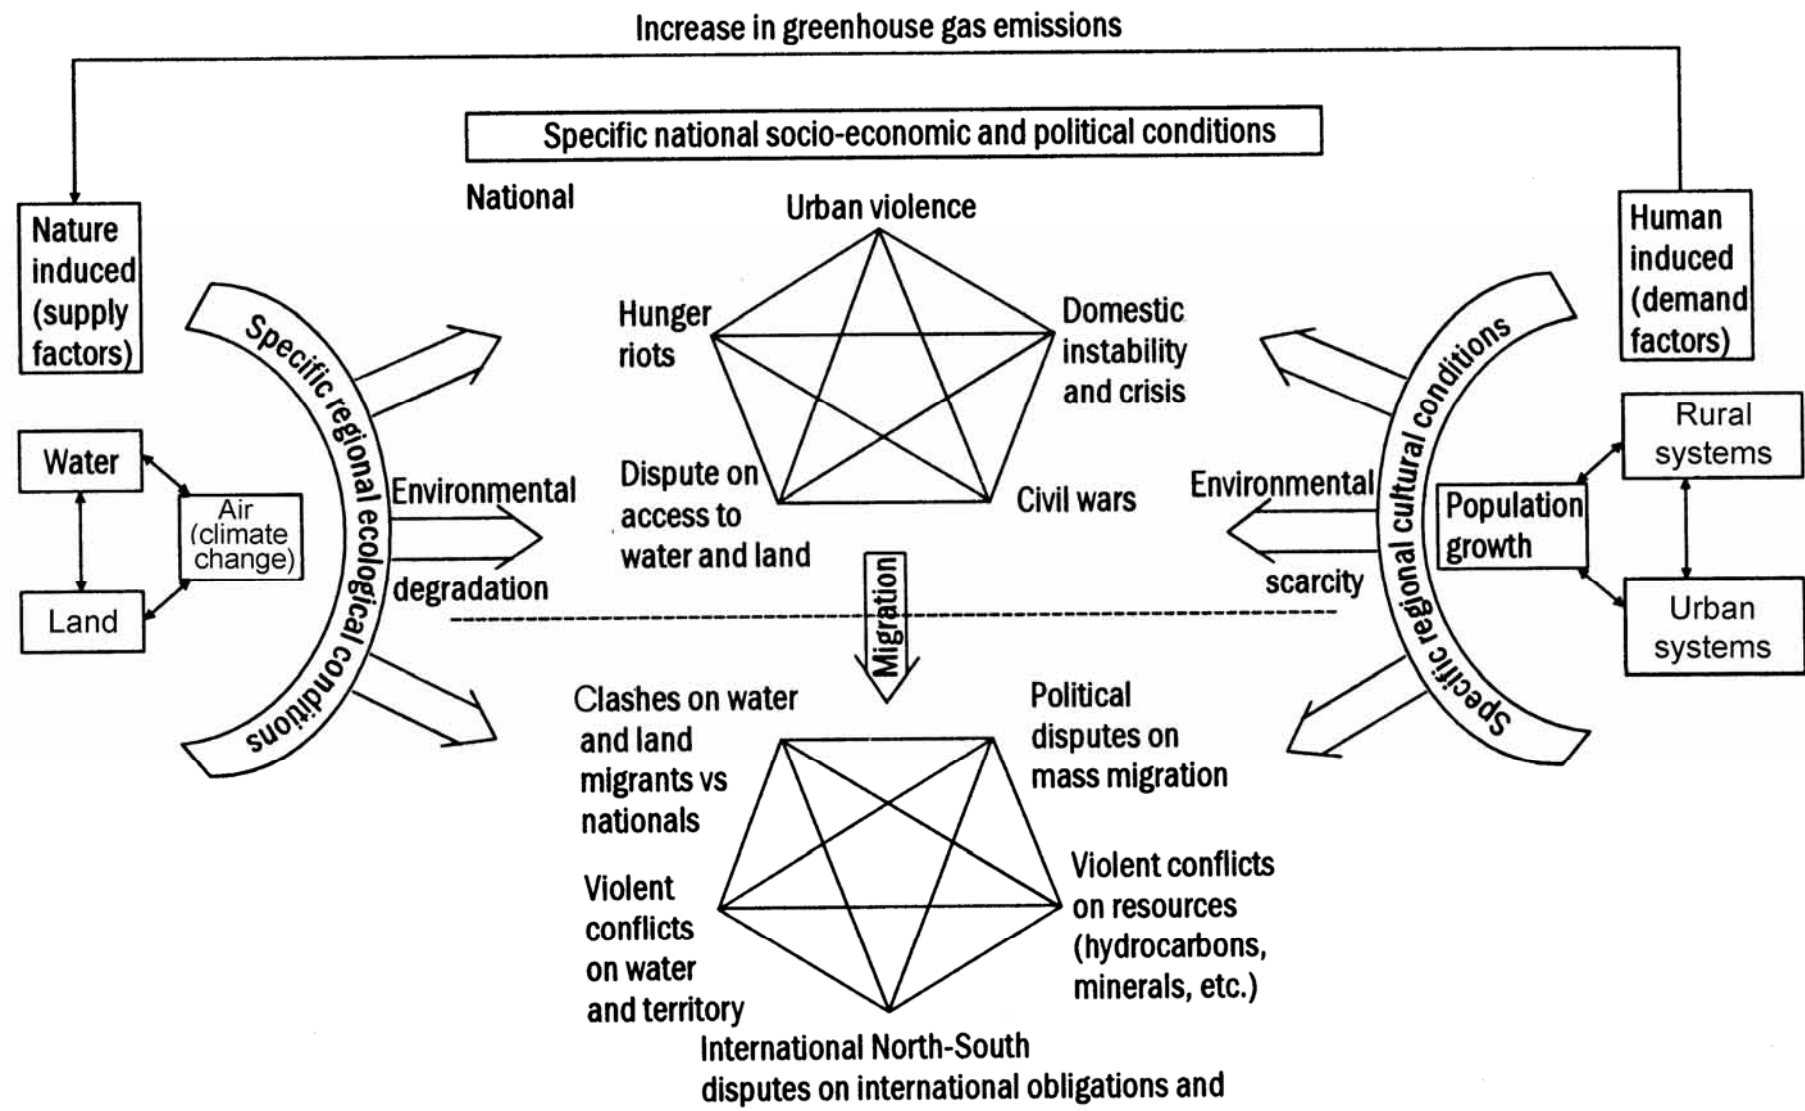 Increase in greenhouse gas emissions
Specific national socio-economic and political conditions
National
Nature
induced
(supply
factors)
Water
Air
(climate
change)
Land
Specific regional ecological conditions
Environmental
degradation
Urban violence
Hunger
riots
Domestic
instability
and crisis
Dispute on
access to
water and land
Civil wars
Migration
Environmental
scarcity
Specific regional cultural conditions
Human
induced
(demand
factors)
Rural
systems
Population
growth
Urban
systems
Clashes on water
and land
migrants vs
nationals
Political
disputes on
mass migration
Violent
conflicts
on water
and territory
Violent conflicts
on resources
(hydrocarbons,
minerals, etc.)
International North-South
disputes on international obligations and